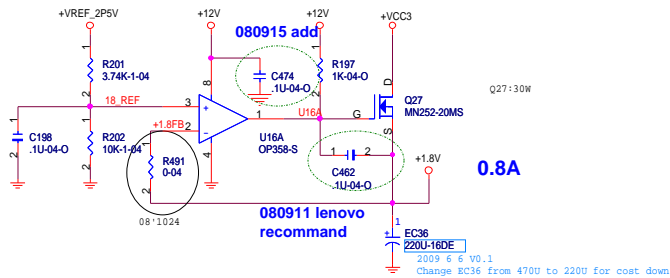 +VREF_2P5V
+12V
+12V
+VCC3
080915 add
1
R201
3.74K-1-04
2
8
C474
.1U-04-O
1
R197
1K-04-O
2
D
Q27
MN252-20MS
Q27:30W
18_REF
3
+
1
U16A
G
S
1
C198
.1U-04-O
2
1
R202
10K-1-04
2
+1.8FB
2
-
U16A
OP358-S
4
1
R491
0-04
2
1
2
C462
.1U-04-O
+1.8V
0.8A
08'1024
080911 lenovo
recommand
1
+
EC36
220U-16DE
2009 6 6 V0.1
Change EC36 from 470U to 220U for cost down